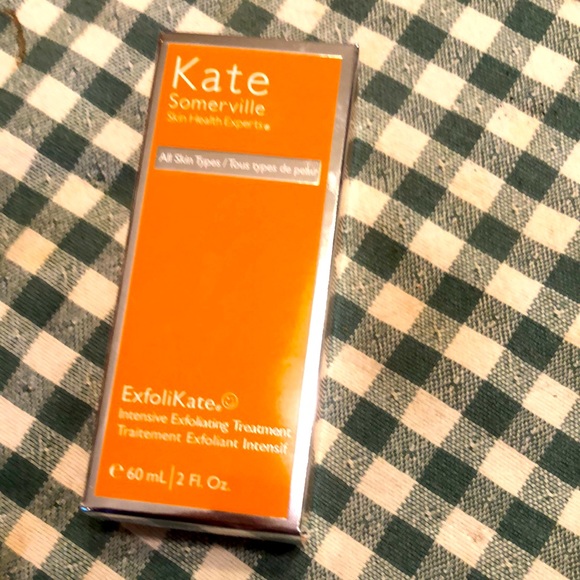 Kate
Somerville
Skin Health Experts®
All Skin Types / Tous types de peau
ExfoliKate®
Intensive Exfoliating Treatment
Traitement Exfoliant Intensif
e 60 mL | 2 Fl. Oz.